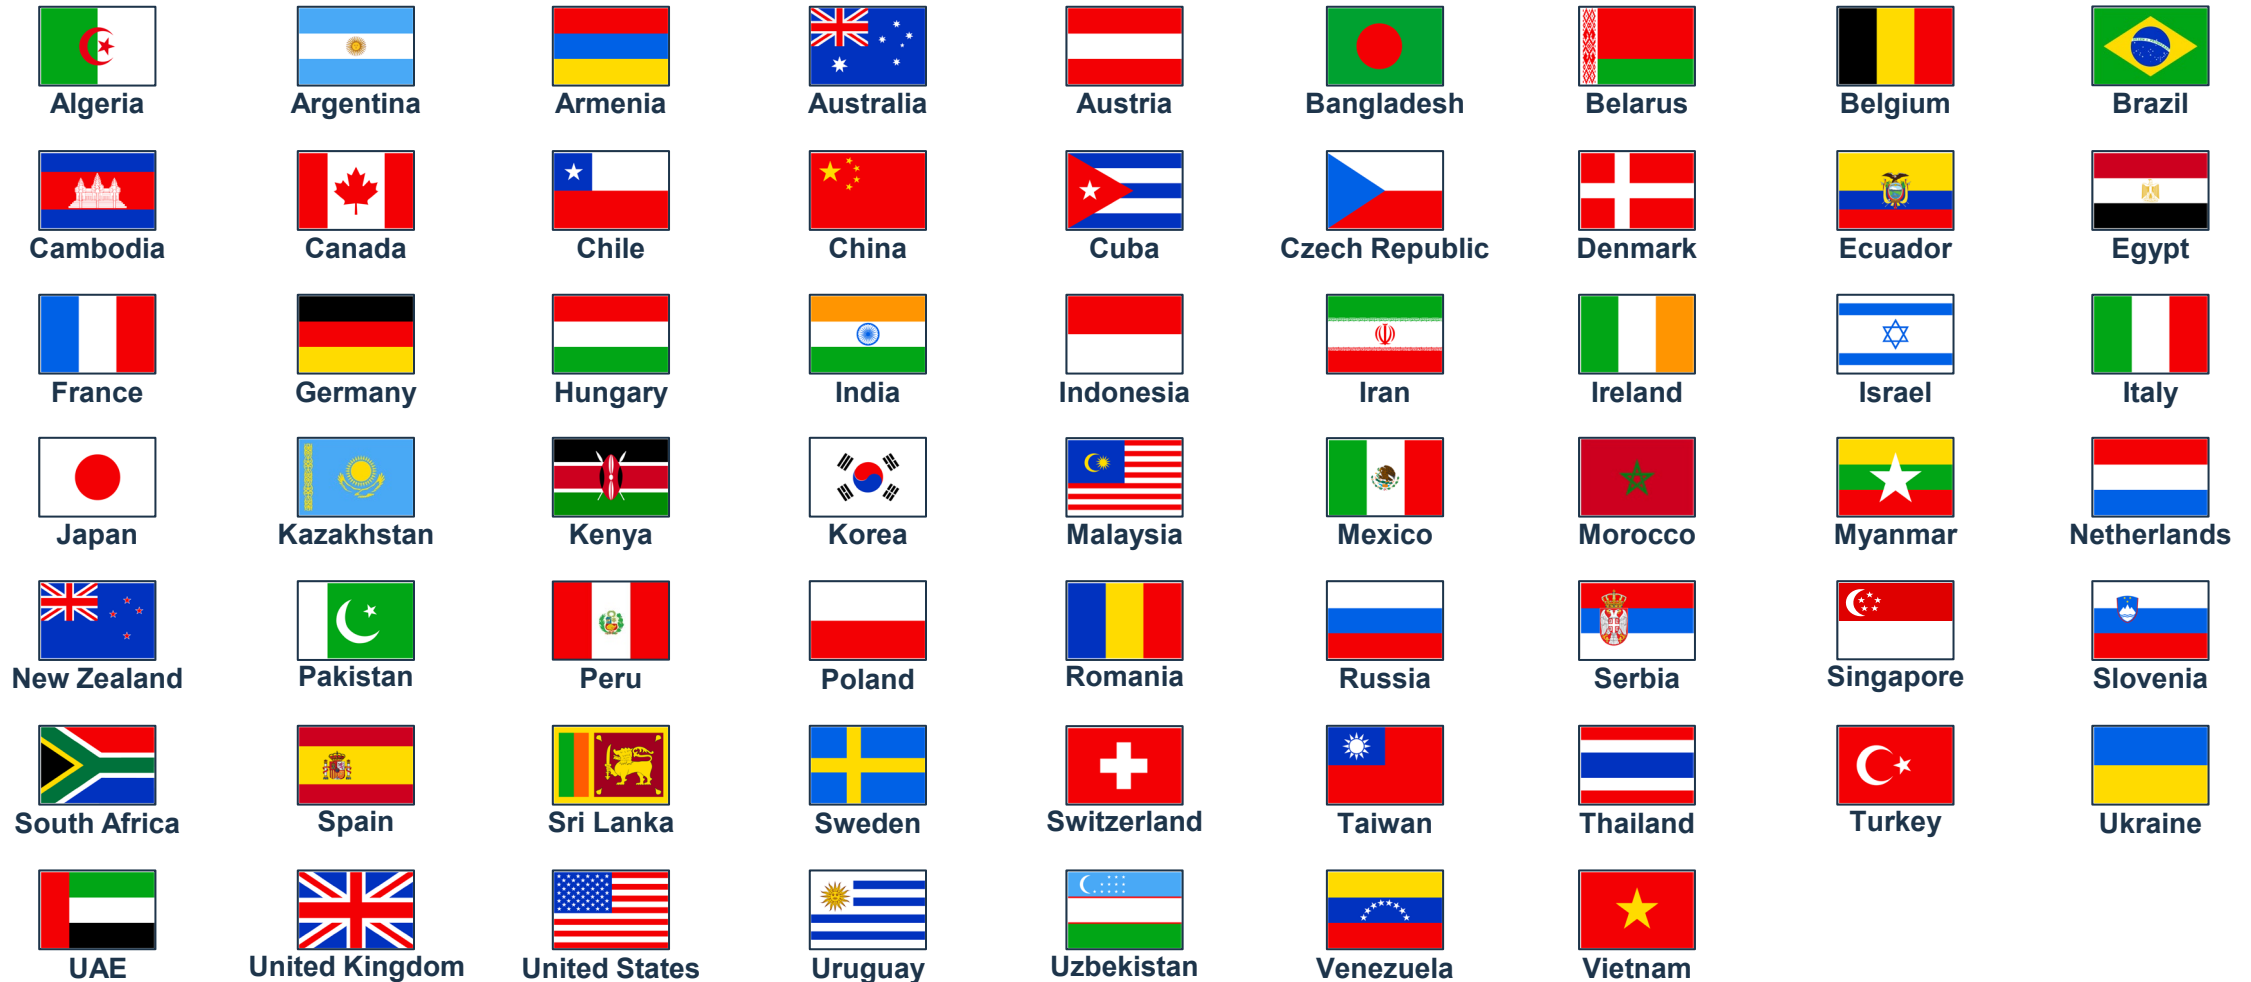 Algeria Argentina Armenia Australia Austria Bangladesh Belarus Belgium Brazil
Cambodia Canada Chile China Cuba Czech Republic Denmark Ecuador Egypt
France Germany Hungary India Indonesia Iran Ireland Israel Italy
Japan Kazakhstan Kenya Korea Malaysia Mexico Morocco Myanmar Netherlands
New Zealand Pakistan Peru Poland Romania Russia Serbia Singapore Slovenia
South Africa Spain Sri Lanka Sweden Switzerland Taiwan Thailand Turkey Ukraine
UAE United Kingdom United States Uruguay Uzbekistan Venezuela Vietnam